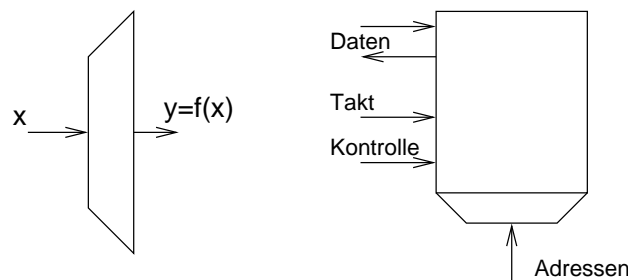 x
y=f(x)
Daten
Takt
Kontrolle
Adressen